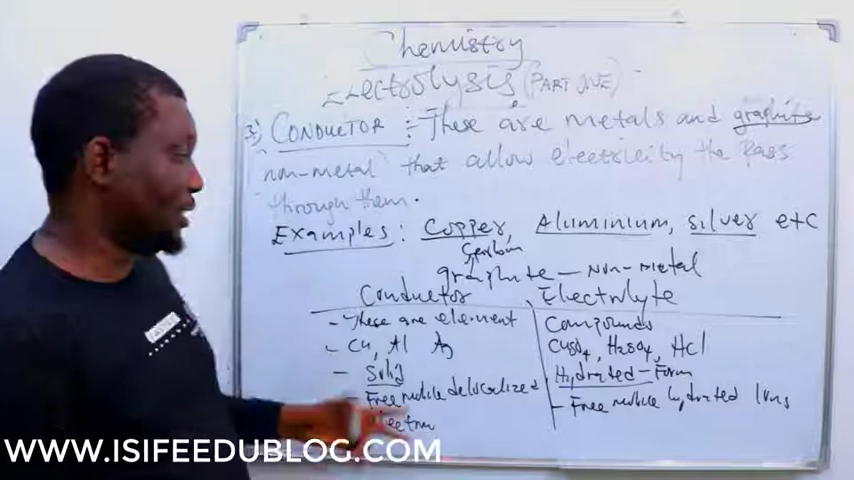 Chemistry
Electrolysis (PART ONE)
3) CONDUCTOR :- These are metals and graphite
non-metal that allow electricity the Pass
through them.
Examples : Copper, Aluminium, Silver etc
Carbon
graphite – Non-metal
Conductor Electrolyte
- These are element Compounds
- Cu, Al Ag CuSO4, H2SO4, HCl
- Solid Hydrated - Form
- Free mobile delocalized - Free mobile hydrated ions
WWW.ISIFEEDUBLOG.COM